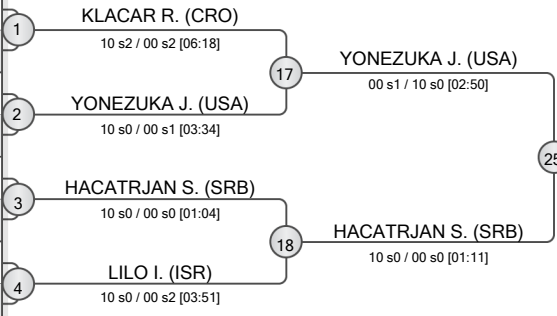 1
KLACAR R. (CRO)
10 s2 / 00 s2 [06:18]
17
YONEZUKA J. (USA)
00 s1 / 10 s0 [02:50]
2
YONEZUKA J. (USA)
10 s0 / 00 s1 [03:34]
25
3
HACATRJAN S. (SRB)
10 s0 / 00 s0 [01:04]
18
HACATRJAN S. (SRB)
10 s0 / 00 s0 [01:11]
4
LILO I. (ISR)
10 s0 / 00 s2 [03:51]